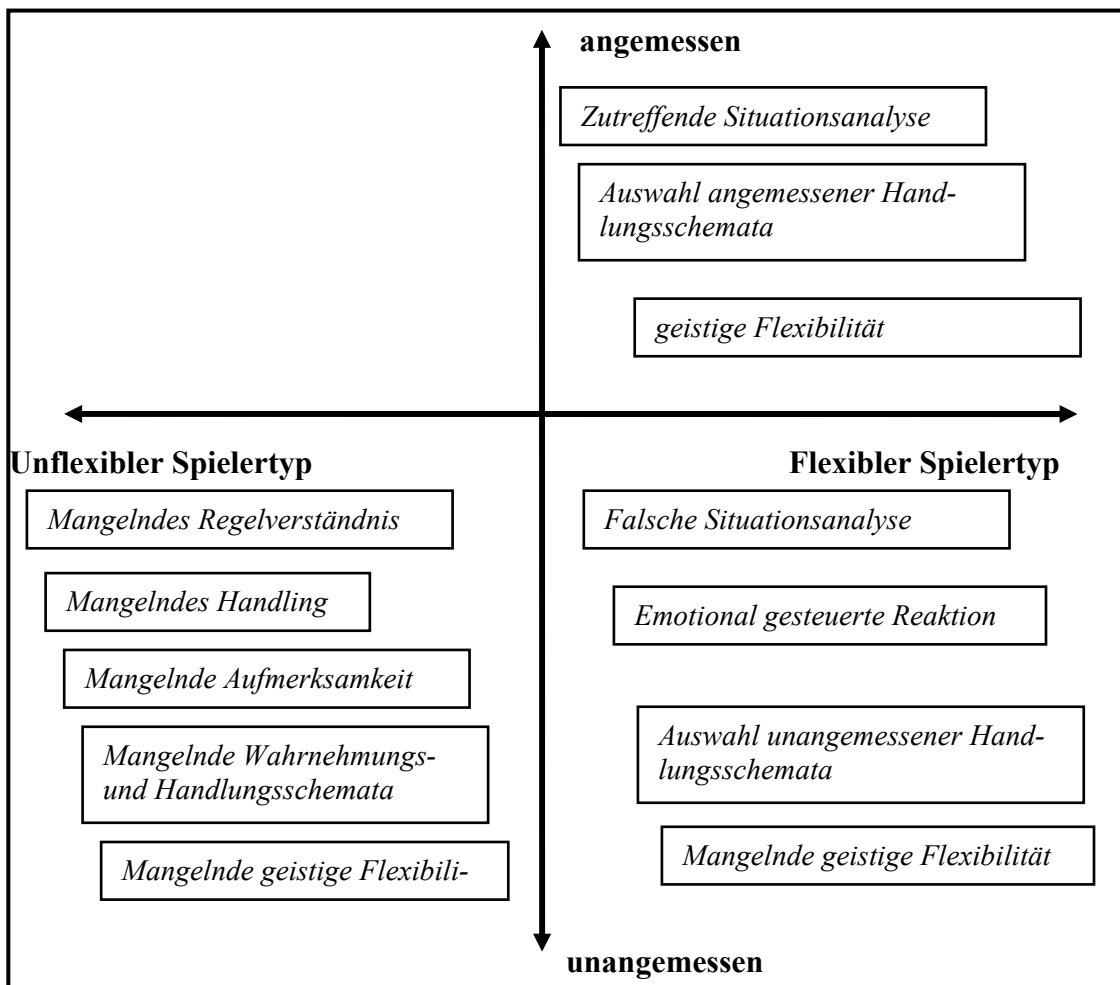 angemessen
Zutreffende Situationsanalyse
Auswahl angemessener Hand-
lungsschemata
geistige Flexibilität
Unflexibler Spielertyp
Flexibler Spielertyp
Mangelndes Regelverständnis
Mangelndes Handling
Mangelnde Aufmerksamkeit
Mangelnde Wahrnehmungs-
und Handlungsschemata
Mangelnde geistige Flexibili-
Falsche Situationsanalyse
Emotional gesteuerte Reaktion
Auswahl unangemessener Hand-
lungsschemata
Mangelnde geistige Flexibilität
unangemessen